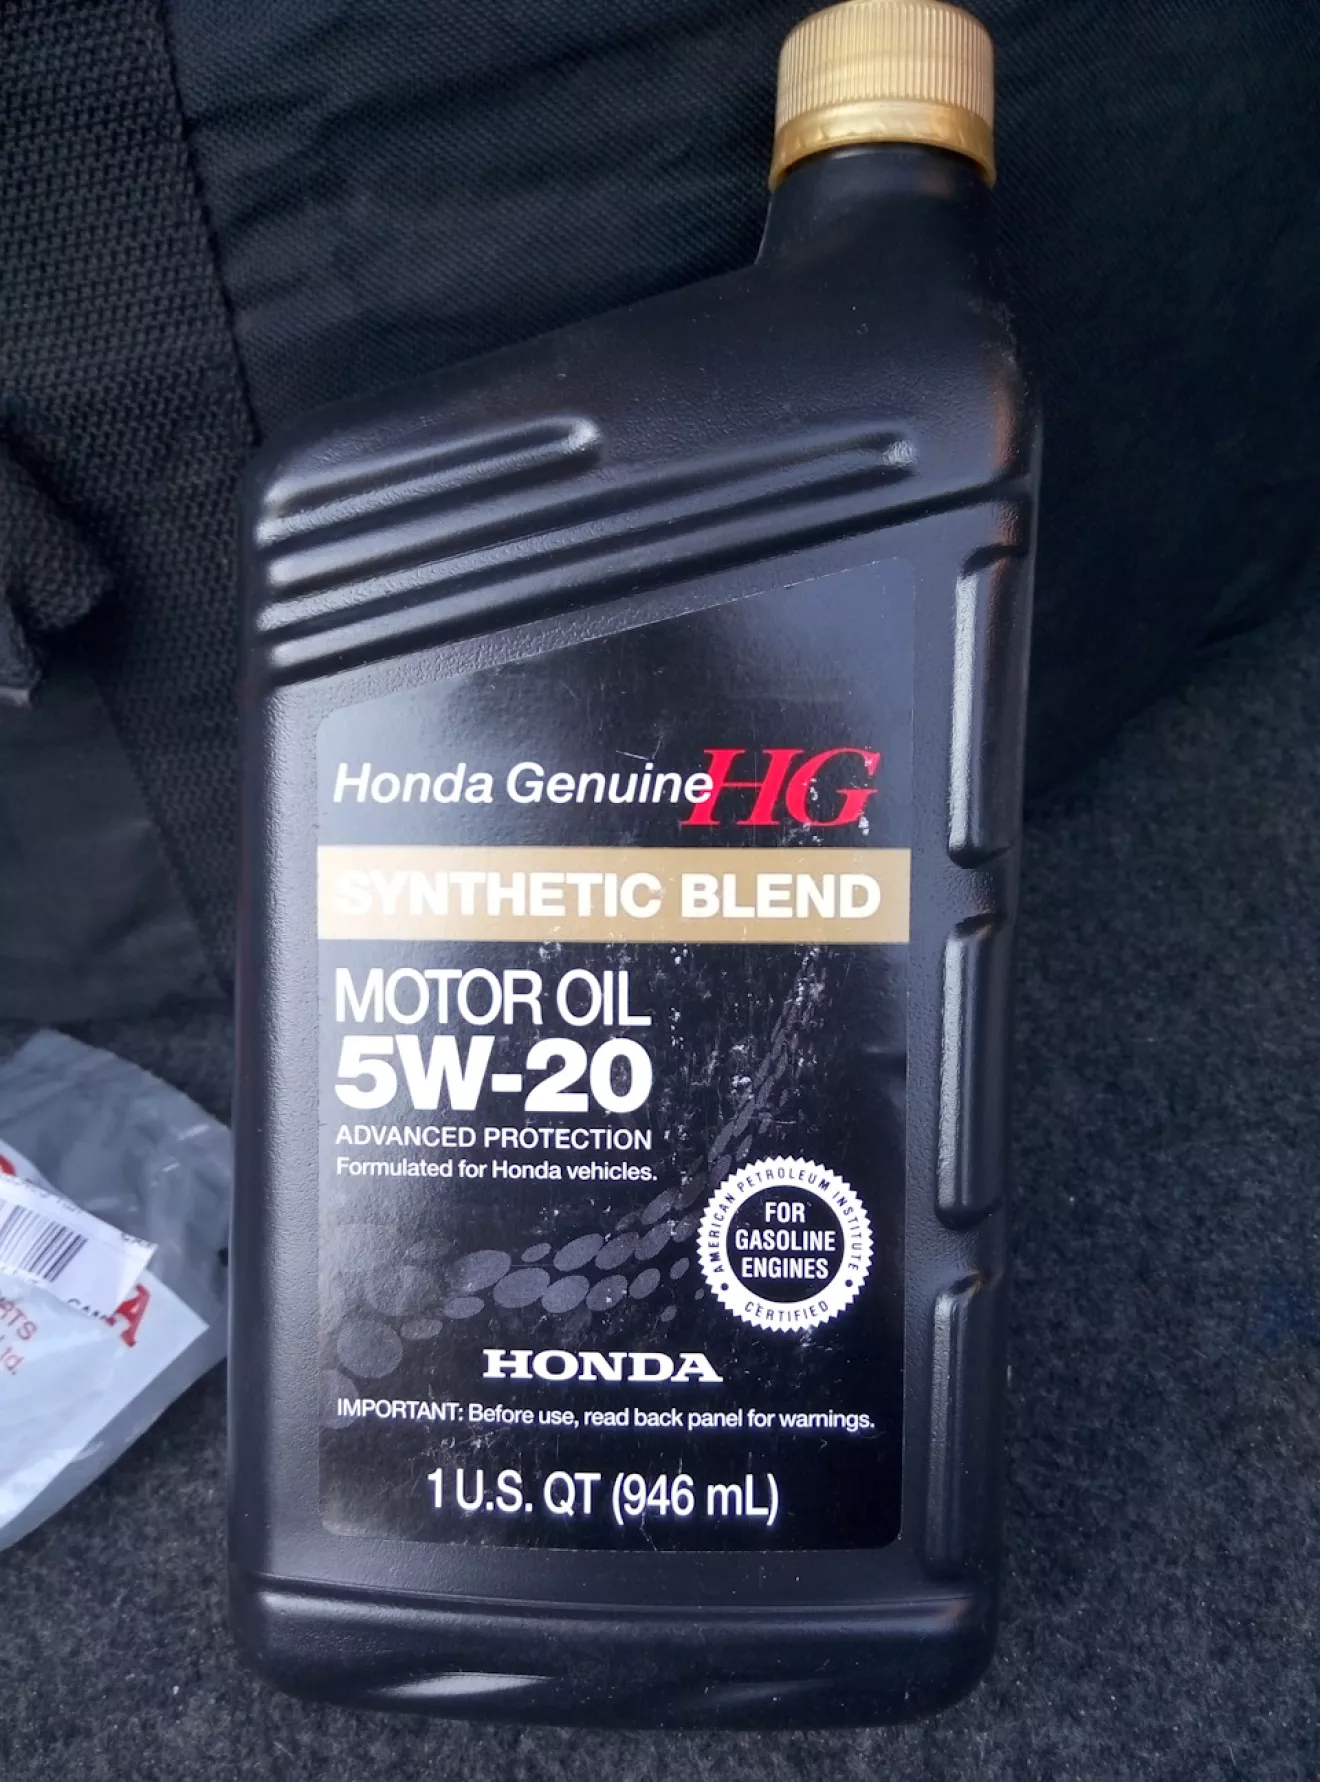 Honda Genuine HG
SYNTHETIC BLEND
MOTOR OIL
5W-20
ADVANCED PROTECTION
Formulated for Honda vehicles.
AMERICAN PETROLEUM INSTITUTE
FOR
GASOLINE
ENGINES
CERTIFIED
HONDA
IMPORTANT: Before use, read back panel for warnings.
1 U.S. QT (946 mL)